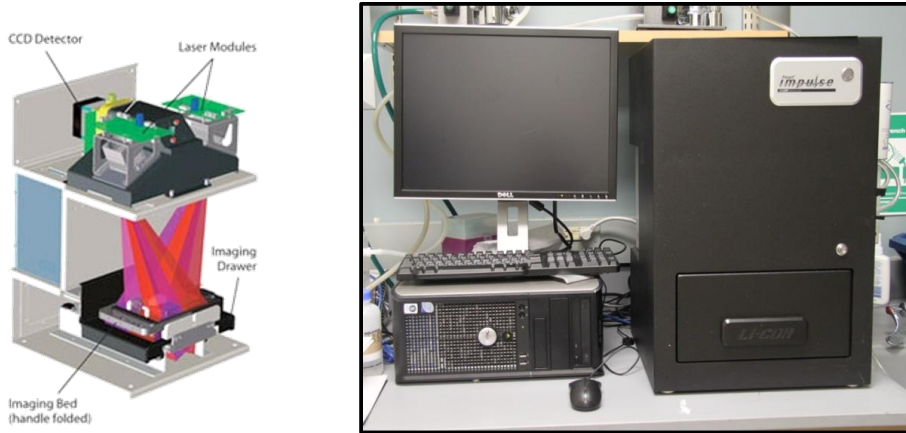 CCD Detector
Laser Modules
Imaging
Drawer
Imaging Bed
(handle folded)
impulse
DELL
LI-COR